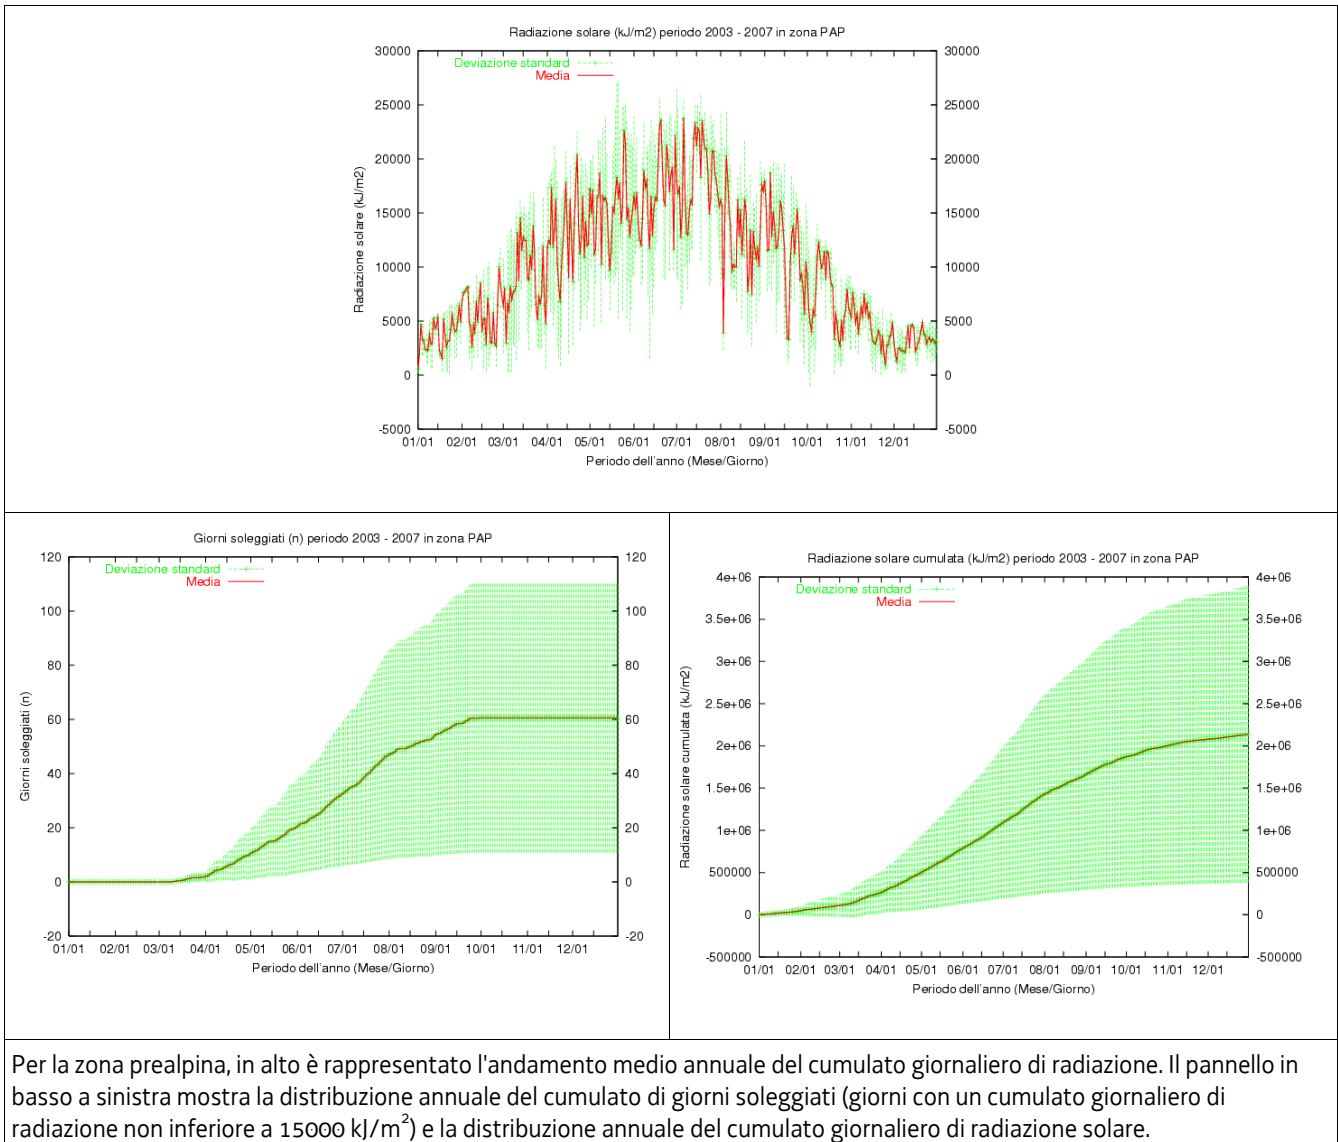 Radiazione solare (kJ/m2) periodo 2003 - 2007 in zona PAP
30000
25000
20000
15000
10000
5000
0
-5000
30000
25000
20000
15000
10000
5000
0
-5000
Deviazione standard
Media
Radiazione solare (kJ/m2)
01/01 02/01 03/01 04/01 05/01 06/01 07/01 08/01 09/01 10/01 11/01 12/01
Periodo dell'anno (Mese/Giorno)
Giorni soleggiati (n) periodo 2003 - 2007 in zona PAP
120
100
80
60
40
20
0
-20
120
100
80
60
40
20
0
-20
Deviazione standard
Media
Giorni soleggiati (n)
01/01 02/01 03/01 04/01 05/01 06/01 07/01 08/01 09/01 10/01 11/01 12/01
Periodo dell'anno (Mese/Giorno)
Radiazione solare cumulata (kJ/m2) periodo 2003 - 2007 in zona PAP
4e+06
3.5e+06
3e+06
2.5e+06
2e+06
1.5e+06
1e+06
500000
0
-500000
4e+06
3.5e+06
3e+06
2.5e+06
2e+06
1.5e+06
1e+06
500000
0
-500000
Deviazione standard
Media
Radiazione solare cumulata (kJ/m2)
01/01 02/01 03/01 04/01 05/01 06/01 07/01 08/01 09/01 10/01 11/01 12/01
Periodo dell'anno (Mese/Giorno)
Per la zona prealpina, in alto è rappresentato l'andamento medio annuale del cumulato giornaliero di radiazione. Il pannello in
basso a sinistra mostra la distribuzione annuale del cumulato di giorni soleggiati (giorni con un cumulato giornaliero di
radiazione non inferiore a 15000 kJ/m²) e la distribuzione annuale del cumulato giornaliero di radiazione solare.